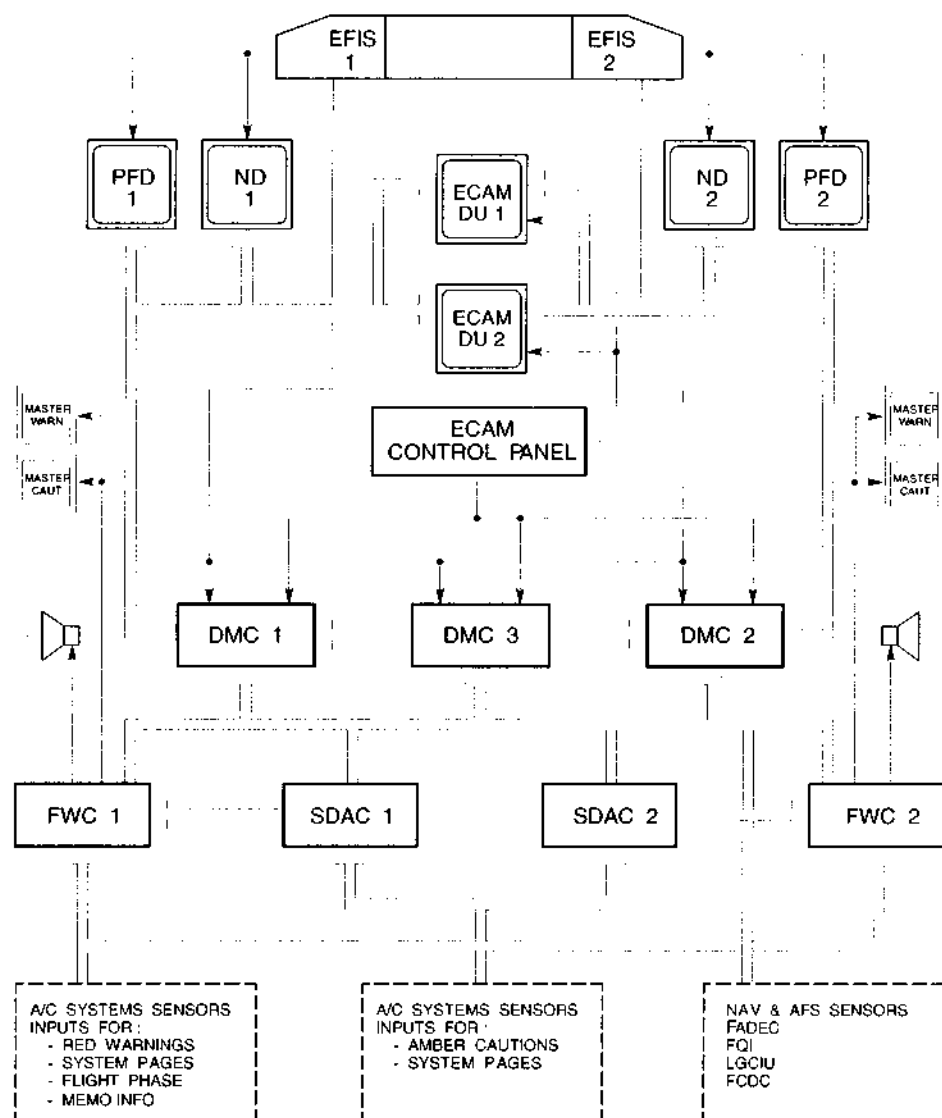 EFIS
1
EFIS
2
PFD
1
ND
1
ECAM
DU 1
ND
2
PFD
2
ECAM
DU 2
MASTER
WARN
MASTER
WARN
ECAM
CONTROL PANEL
MASTER
CAUT
MASTER
CAUT
DMC 1
DMC 3
DMC 2
FWC 1
SDAC 1
SDAC 2
FWC 2
A/C SYSTEMS SENSORS
INPUTS FOR :
- RED WARNINGS
- SYSTEM PAGES
- FLIGHT PHASE
- MEMO INFO
A/C SYSTEMS SENSORS
INPUTS FOR :
- AMBER CAUTIONS
- SYSTEM PAGES
NAV & AFS SENSORS
FADEC
FQI
LGCIU
FCDC